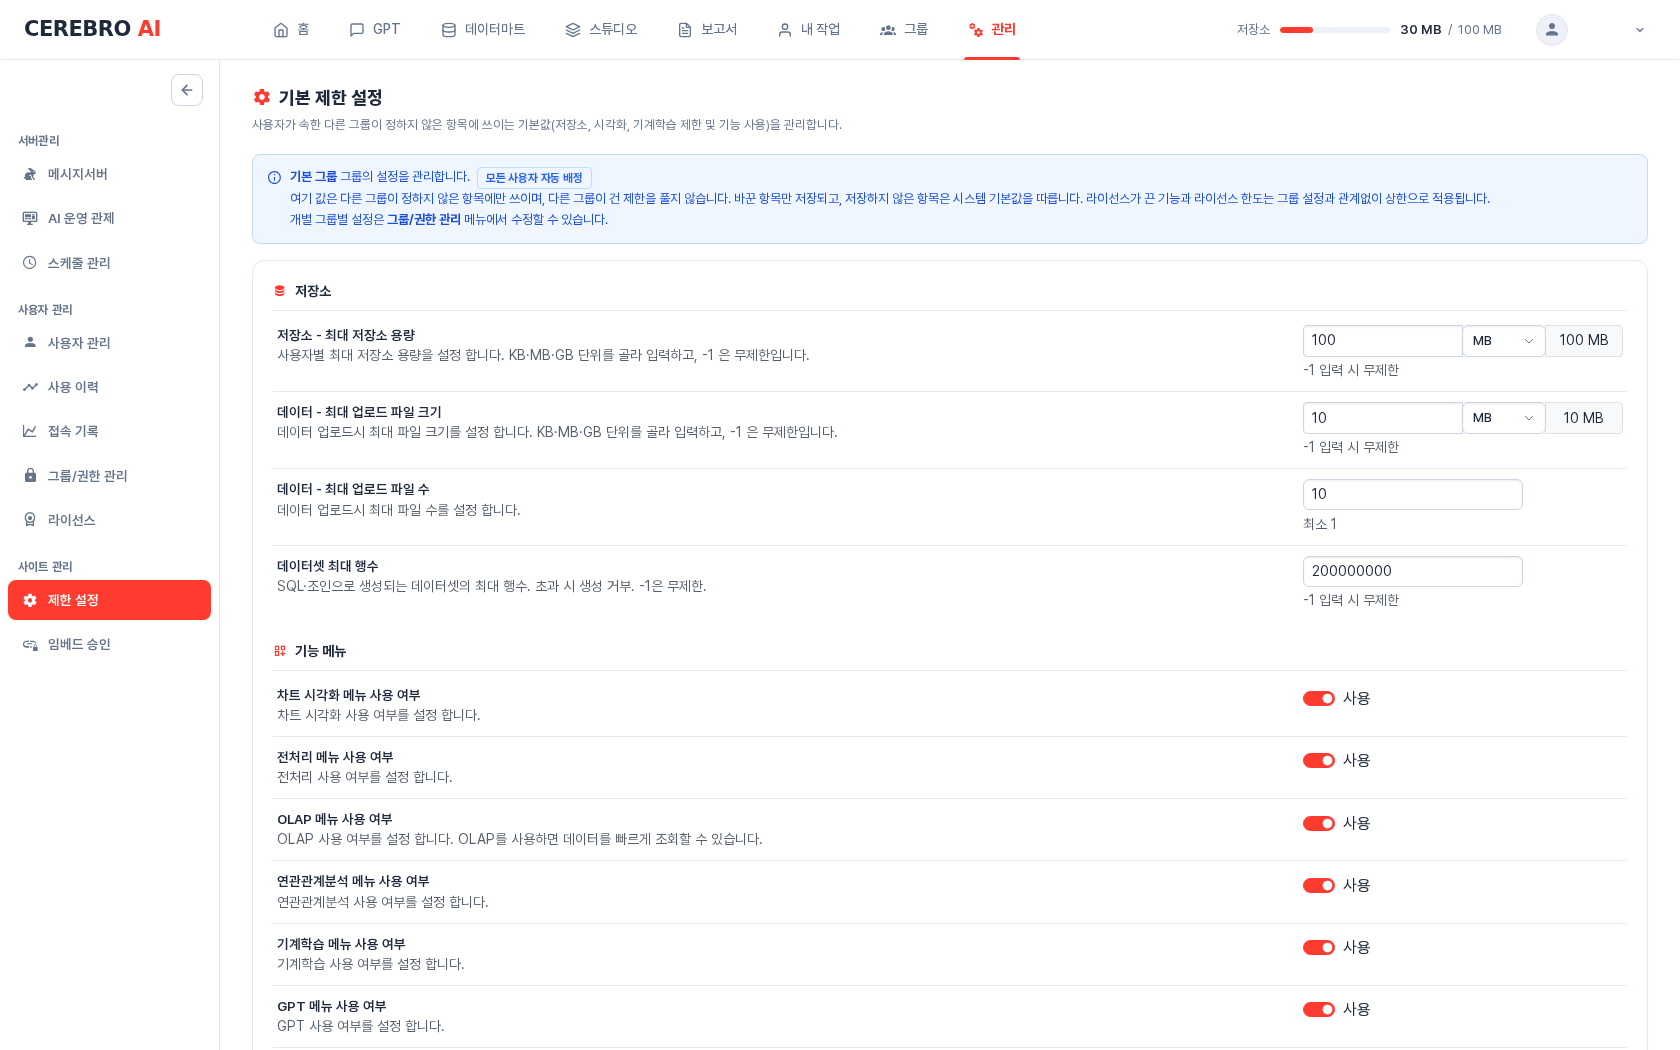 CEREBRO AI
홈
GPT
데이터마트
스튜디오
보고서
내 작업
그룹
관리
저장소
30 MB / 100 MB
서버관리
메시지서버
AI 운영 관제
스케줄 관리
사용자 관리
사용자 관리
사용 이력
접속 기록
그룹/권한 관리
라이선스
사이트 관리
제한 설정
임베드 승인
기본 제한 설정
사용자가 속한 다른 그룹이 정하지 않은 항목에 쓰이는 기본값(저장소, 시각화, 기계학습 제한 및 기능 사용)을 관리합니다.
기본 그룹 그룹의 설정을 관리합니다. 모든 사용자 자동 배정
여기 값은 다른 그룹이 정하지 않은 항목에만 쓰이며, 다른 그룹이 건 제한을 풀지 않습니다. 바꾼 항목만 저장되고, 저장하지 않은 항목은 시스템 기본값을 따릅니다. 라이선스가 끈 기능과 라이선스 한도는 그룹 설정과 관계없이 상한으로 적용됩니다.
개별 그룹별 설정은 그룹/권한 관리 메뉴에서 수정할 수 있습니다.
저장소
저장소 - 최대 저장소 용량
사용자별 최대 저장소 용량을 설정 합니다. KB·MB·GB 단위를 골라 입력하고, -1 은 무제한입니다.
100 MB 100 MB
-1 입력 시 무제한
데이터 - 최대 업로드 파일 크기
데이터 업로드시 최대 파일 크기를 설정 합니다. KB·MB·GB 단위를 골라 입력하고, -1 은 무제한입니다.
10 MB 10 MB
-1 입력 시 무제한
데이터 - 최대 업로드 파일 수
데이터 업로드시 최대 파일 수를 설정 합니다.
10
최소 1
데이터셋 최대 행수
SQL·조인으로 생성되는 데이터셋의 최대 행수. 초과 시 생성 거부. -1은 무제한.
200000000
-1 입력 시 무제한
기능 메뉴
차트 시각화 메뉴 사용 여부
차트 시각화 사용 여부를 설정 합니다.
사용
전처리 메뉴 사용 여부
전처리 사용 여부를 설정 합니다.
사용
OLAP 메뉴 사용 여부
OLAP 사용 여부를 설정 합니다. OLAP를 사용하면 데이터를 빠르게 조회할 수 있습니다.
사용
연관관계분석 메뉴 사용 여부
연관관계분석 사용 여부를 설정 합니다.
사용
기계학습 메뉴 사용 여부
기계학습 사용 여부를 설정 합니다.
사용
GPT 메뉴 사용 여부
GPT 사용 여부를 설정 합니다.
사용